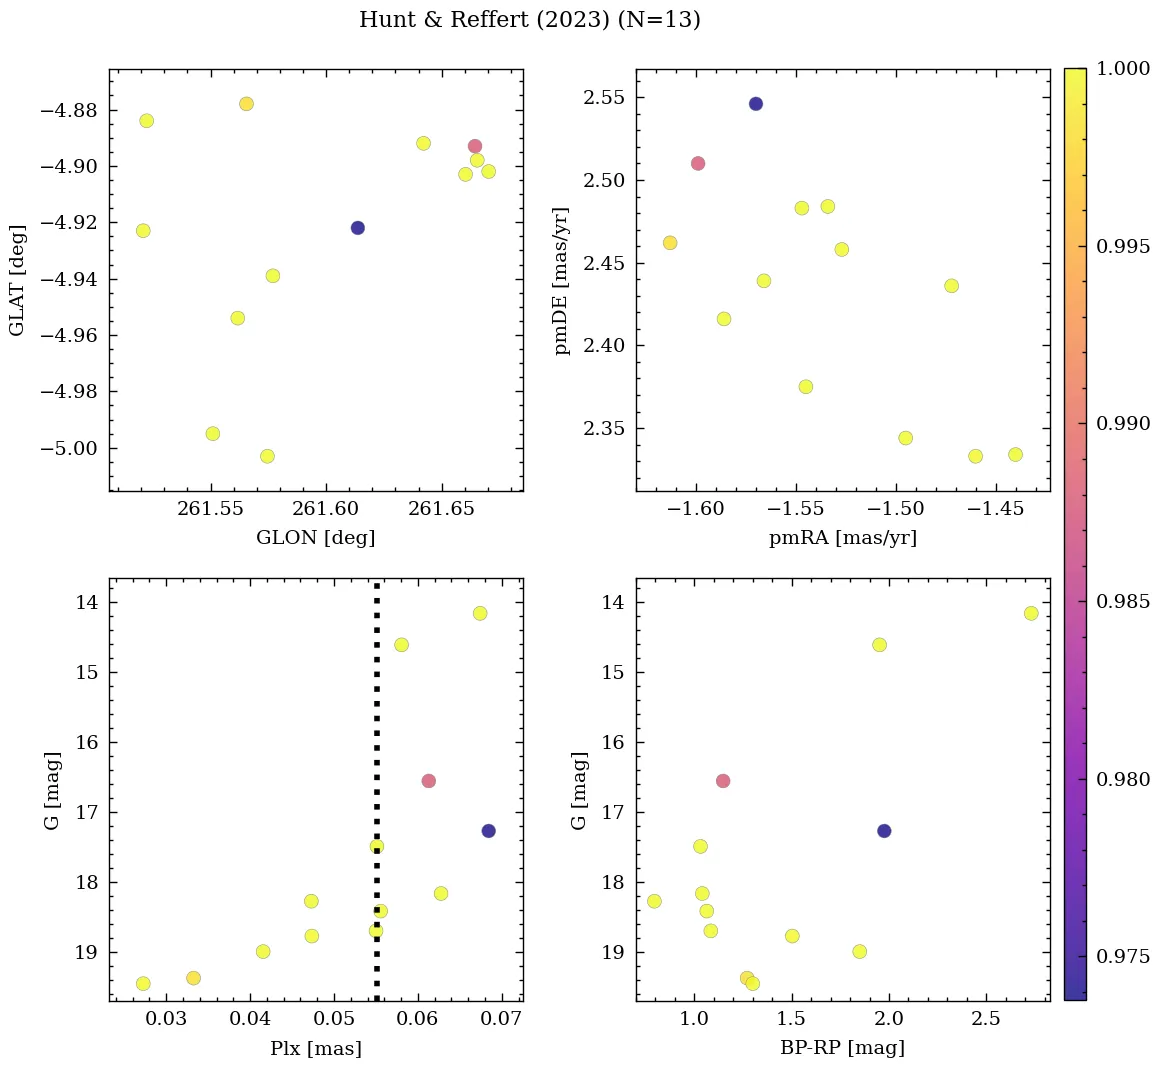 Hunt & Reffert (2023) (N=13)
−4.88
−4.90
−4.92
−4.94
−4.96
−4.98
−5.00
GLAT [deg]
261.55 261.60 261.65
GLON [deg]
2.55
2.50
2.45
2.40
2.35
pmDE [mas/yr]
−1.60 −1.55 −1.50 −1.45
pmRA [mas/yr]
14
15
16
17
18
19
G [mag]
0.03 0.04 0.05 0.06 0.07
Plx [mas]
14
15
16
17
18
19
G [mag]
1.0 1.5 2.0 2.5
BP-RP [mag]
1.000
0.995
0.990
0.985
0.980
0.975